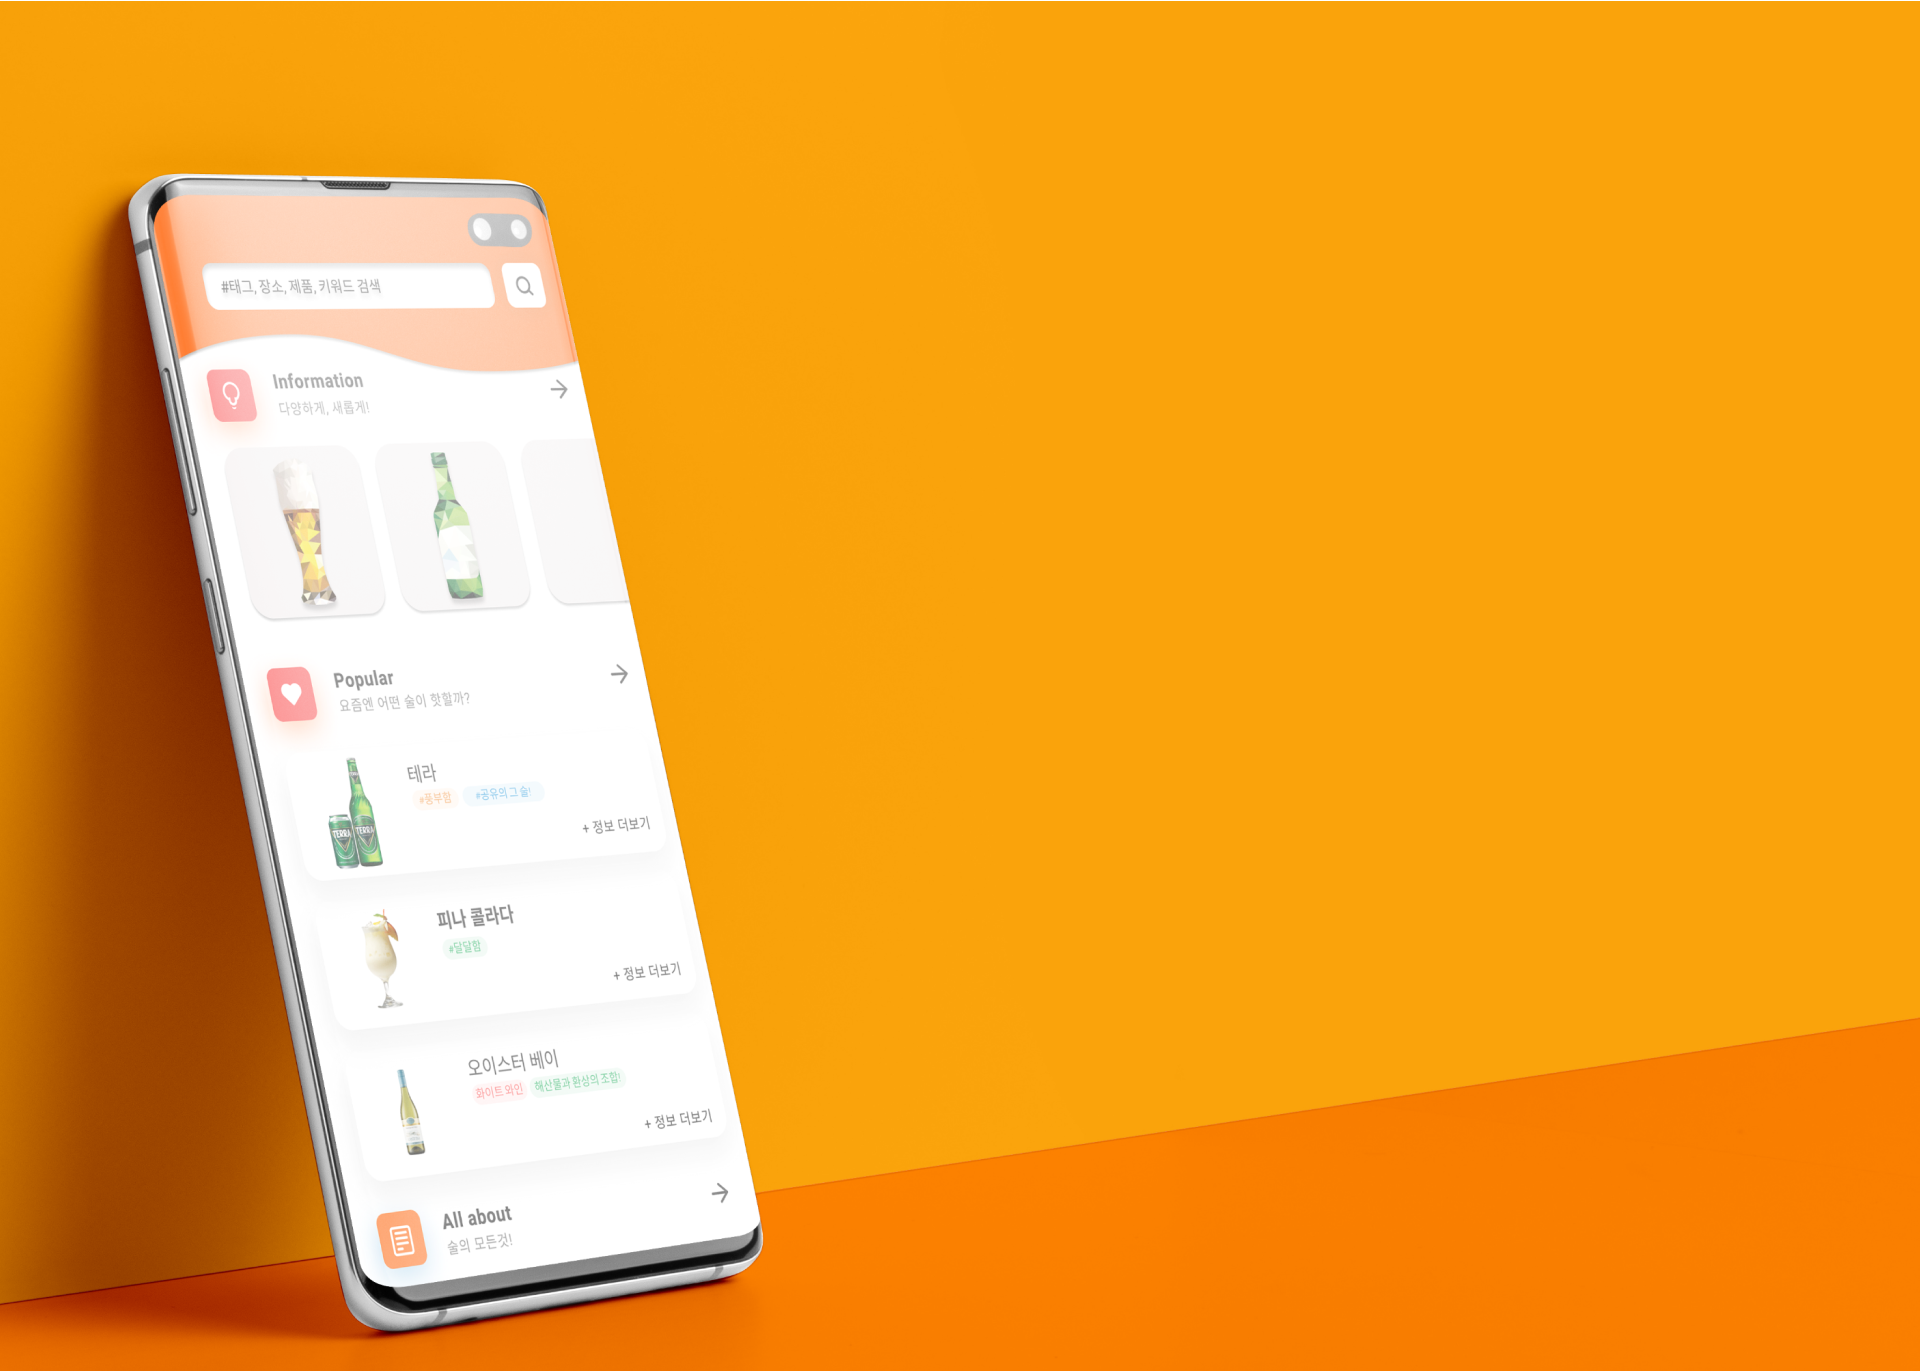 #태그, 장소, 제품, 키워드 검색
Information
다양하게, 새롭게!
Popular
요즘엔 어떤 술이 핫할까?
테라
#풍부함 #공유의 그 술!
+ 정보 더보기
TERRA TERRA
피나 콜라다
#달달함
+ 정보 더보기
오이스터 베이
화이트 와인 해산물과 환상의 조합!
+ 정보 더보기
All about
술의 모든것!